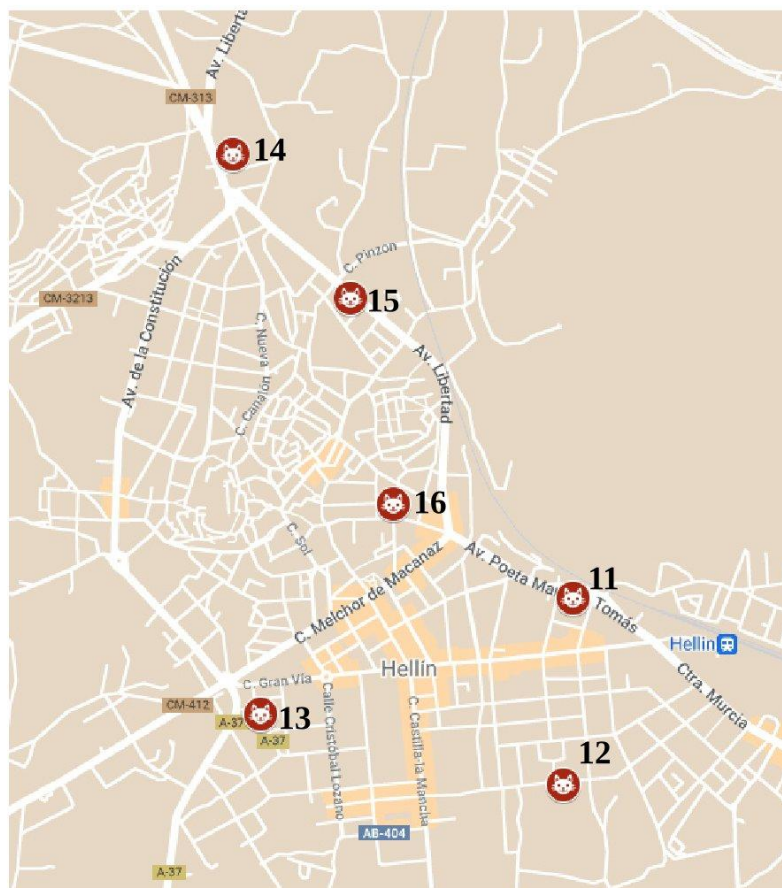 Av. Libertad
CM-313
14
C. Pinzon
15
CM-3213
Av. de la Constitución
C. Nueva
C. Canalón
Av. Libertad
16
C. Sol
C. Melchor de Macanaz
Av. Poeta Ma
Tomás
11
Hellin
Ctra. Murcia
Hellín
C. Gran Vía
CM-412
A-37
13
A-37
Calle Cristóbal Lozano
C. Castilla-la Mancha
12
AB-404
A-37